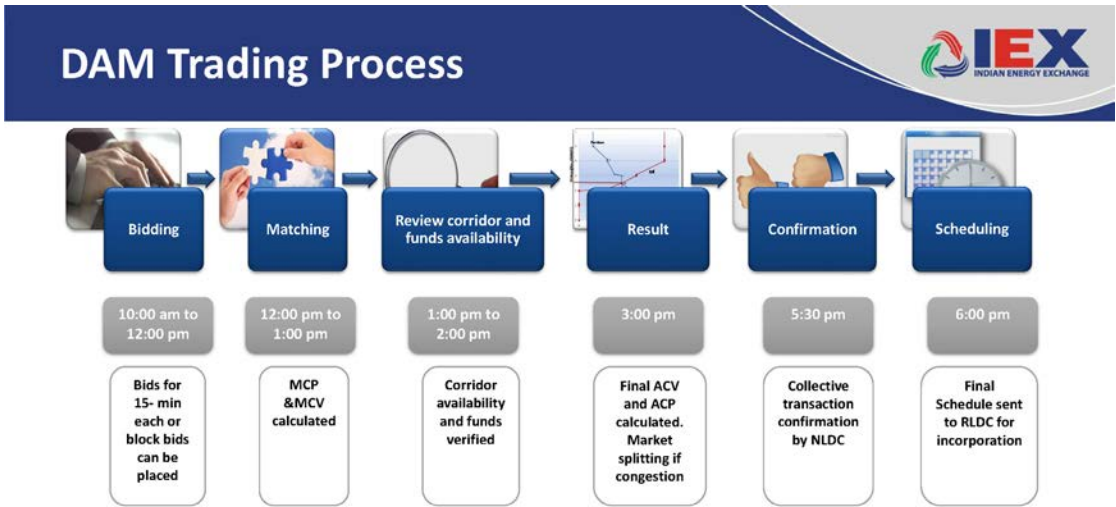 DAM Trading Process
IEX
INDIAN ENERGY EXCHANGE
Bidding
Matching
Review corridor and
funds availability
Result
Confirmation
Scheduling
10:00 am to
12:00 pm
12:00 pm to
1:00 pm
1:00 pm to
2:00 pm
3:00 pm
5:30 pm
6:00 pm
Bids for
15- min
each or
block bids
can be
placed
MCP
&MCV
calculated
Corridor
availability
and funds
verified
Final ACV
and ACP
calculated.
Market
splitting if
congestion
Collective
transaction
confirmation
by NLDC
Final
Schedule sent
to RLDC for
incorporation